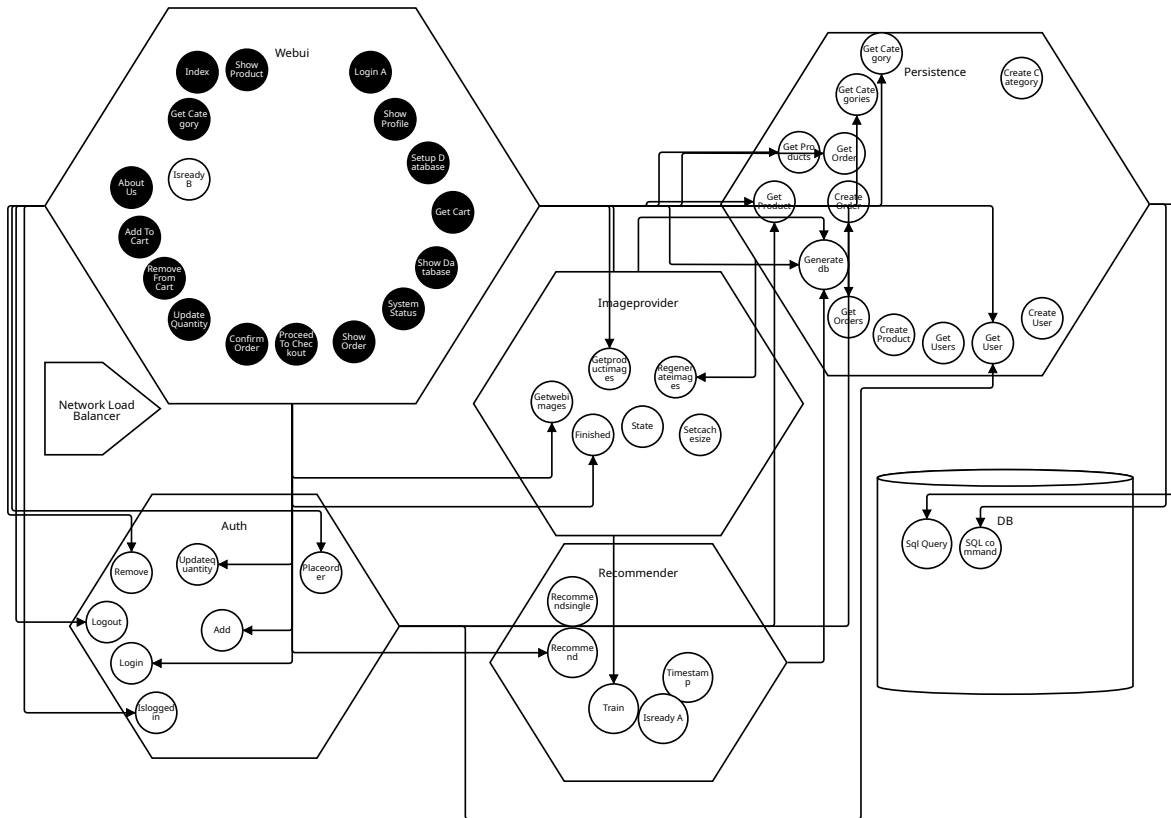 Webui
Index
Show
Product
Login A
Get Cate
gory
Show
Profile
Isready
B
Setup D
atabase
About
Us
Get Cart
Add To
Cart
Remove
From
Cart
Show Da
tabase
Update
Quantity
System
Status
Confirm
Order
Proceed
To Chec
kout
Show
Order
Persistence
Get Cate
gory
Create C
ategory
Get Cate
gories
Get Pro
ducts
Get
Order
Get
Product
Create
Order
Generate
db
Get
Orders
Create
Product
Get
Users
Get
User
Create
User
Imageprovider
Getprod
uctimag
es
Regener
ateimag
es
Getwebi
mages
Finished
State
Setcach
esize
Network Load
Balancer
Auth
Remove
Updateq
uantity
Placeord
er
Logout
Add
Login
Islogged
in
Recommender
Recomme
ndsingle
Recomme
nd
Timestam
p
Train
Isready A
DB
Sql Query
SQL co
mmand